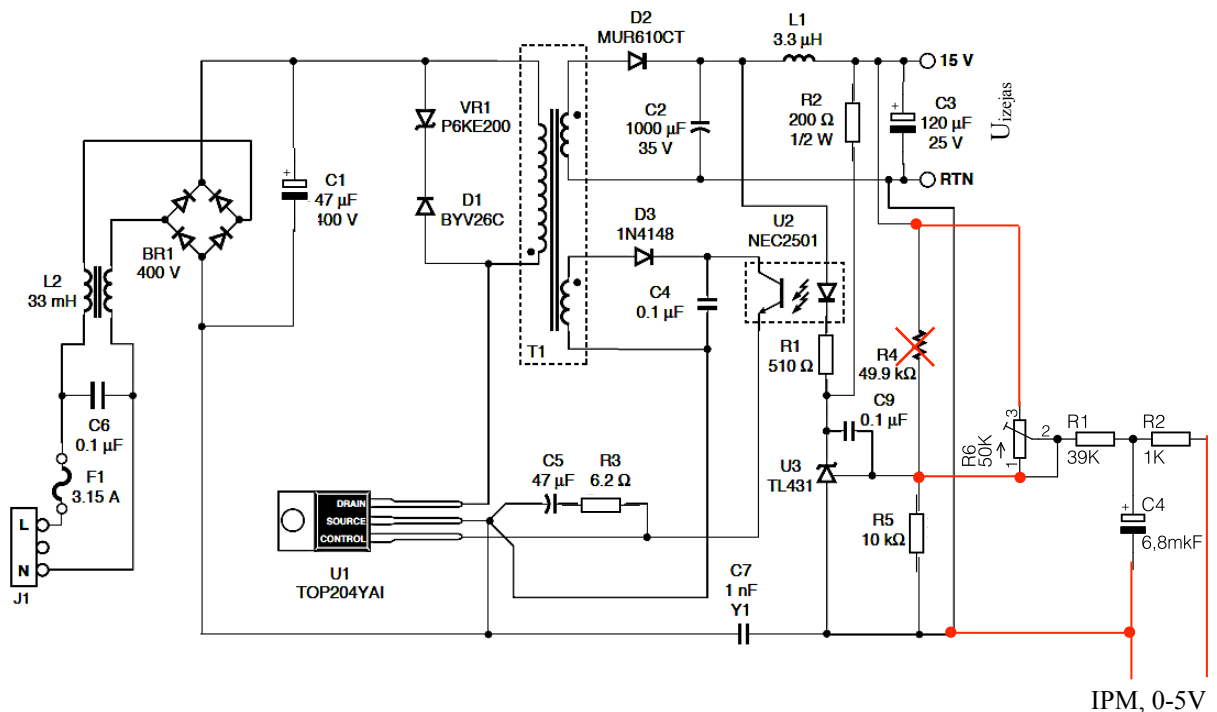 D2
MUR610CT
L1
3.3 µH
15 V
VR1
P6KE200
C2
1000 µF
35 V
R2
200 Ω
1/2 W
C3
120 µF
25 V
Uizejas
RTN
+
C1
47 µF
400 V
D1
BYV26C
BR1
400 V
L2
33 mH
D3
1N4148
U2
NEC2501
C4
0.1 µF
T1
R1
510 Ω
R4
49.9 kΩ
C9
0.1 µF
C6
0.1 µF
F1
3.15 A
C5
47 µF
R3
6.2 Ω
U3
TL431
R6
50K
3
2
1
R1
39K
R2
1K
+
C4
6,8mkF
L
N
J1
DRAIN
SOURCE
CONTROL
U1
TOP204YAI
R5
10 kΩ
C7
1 nF
Y1
IPM, 0-5V